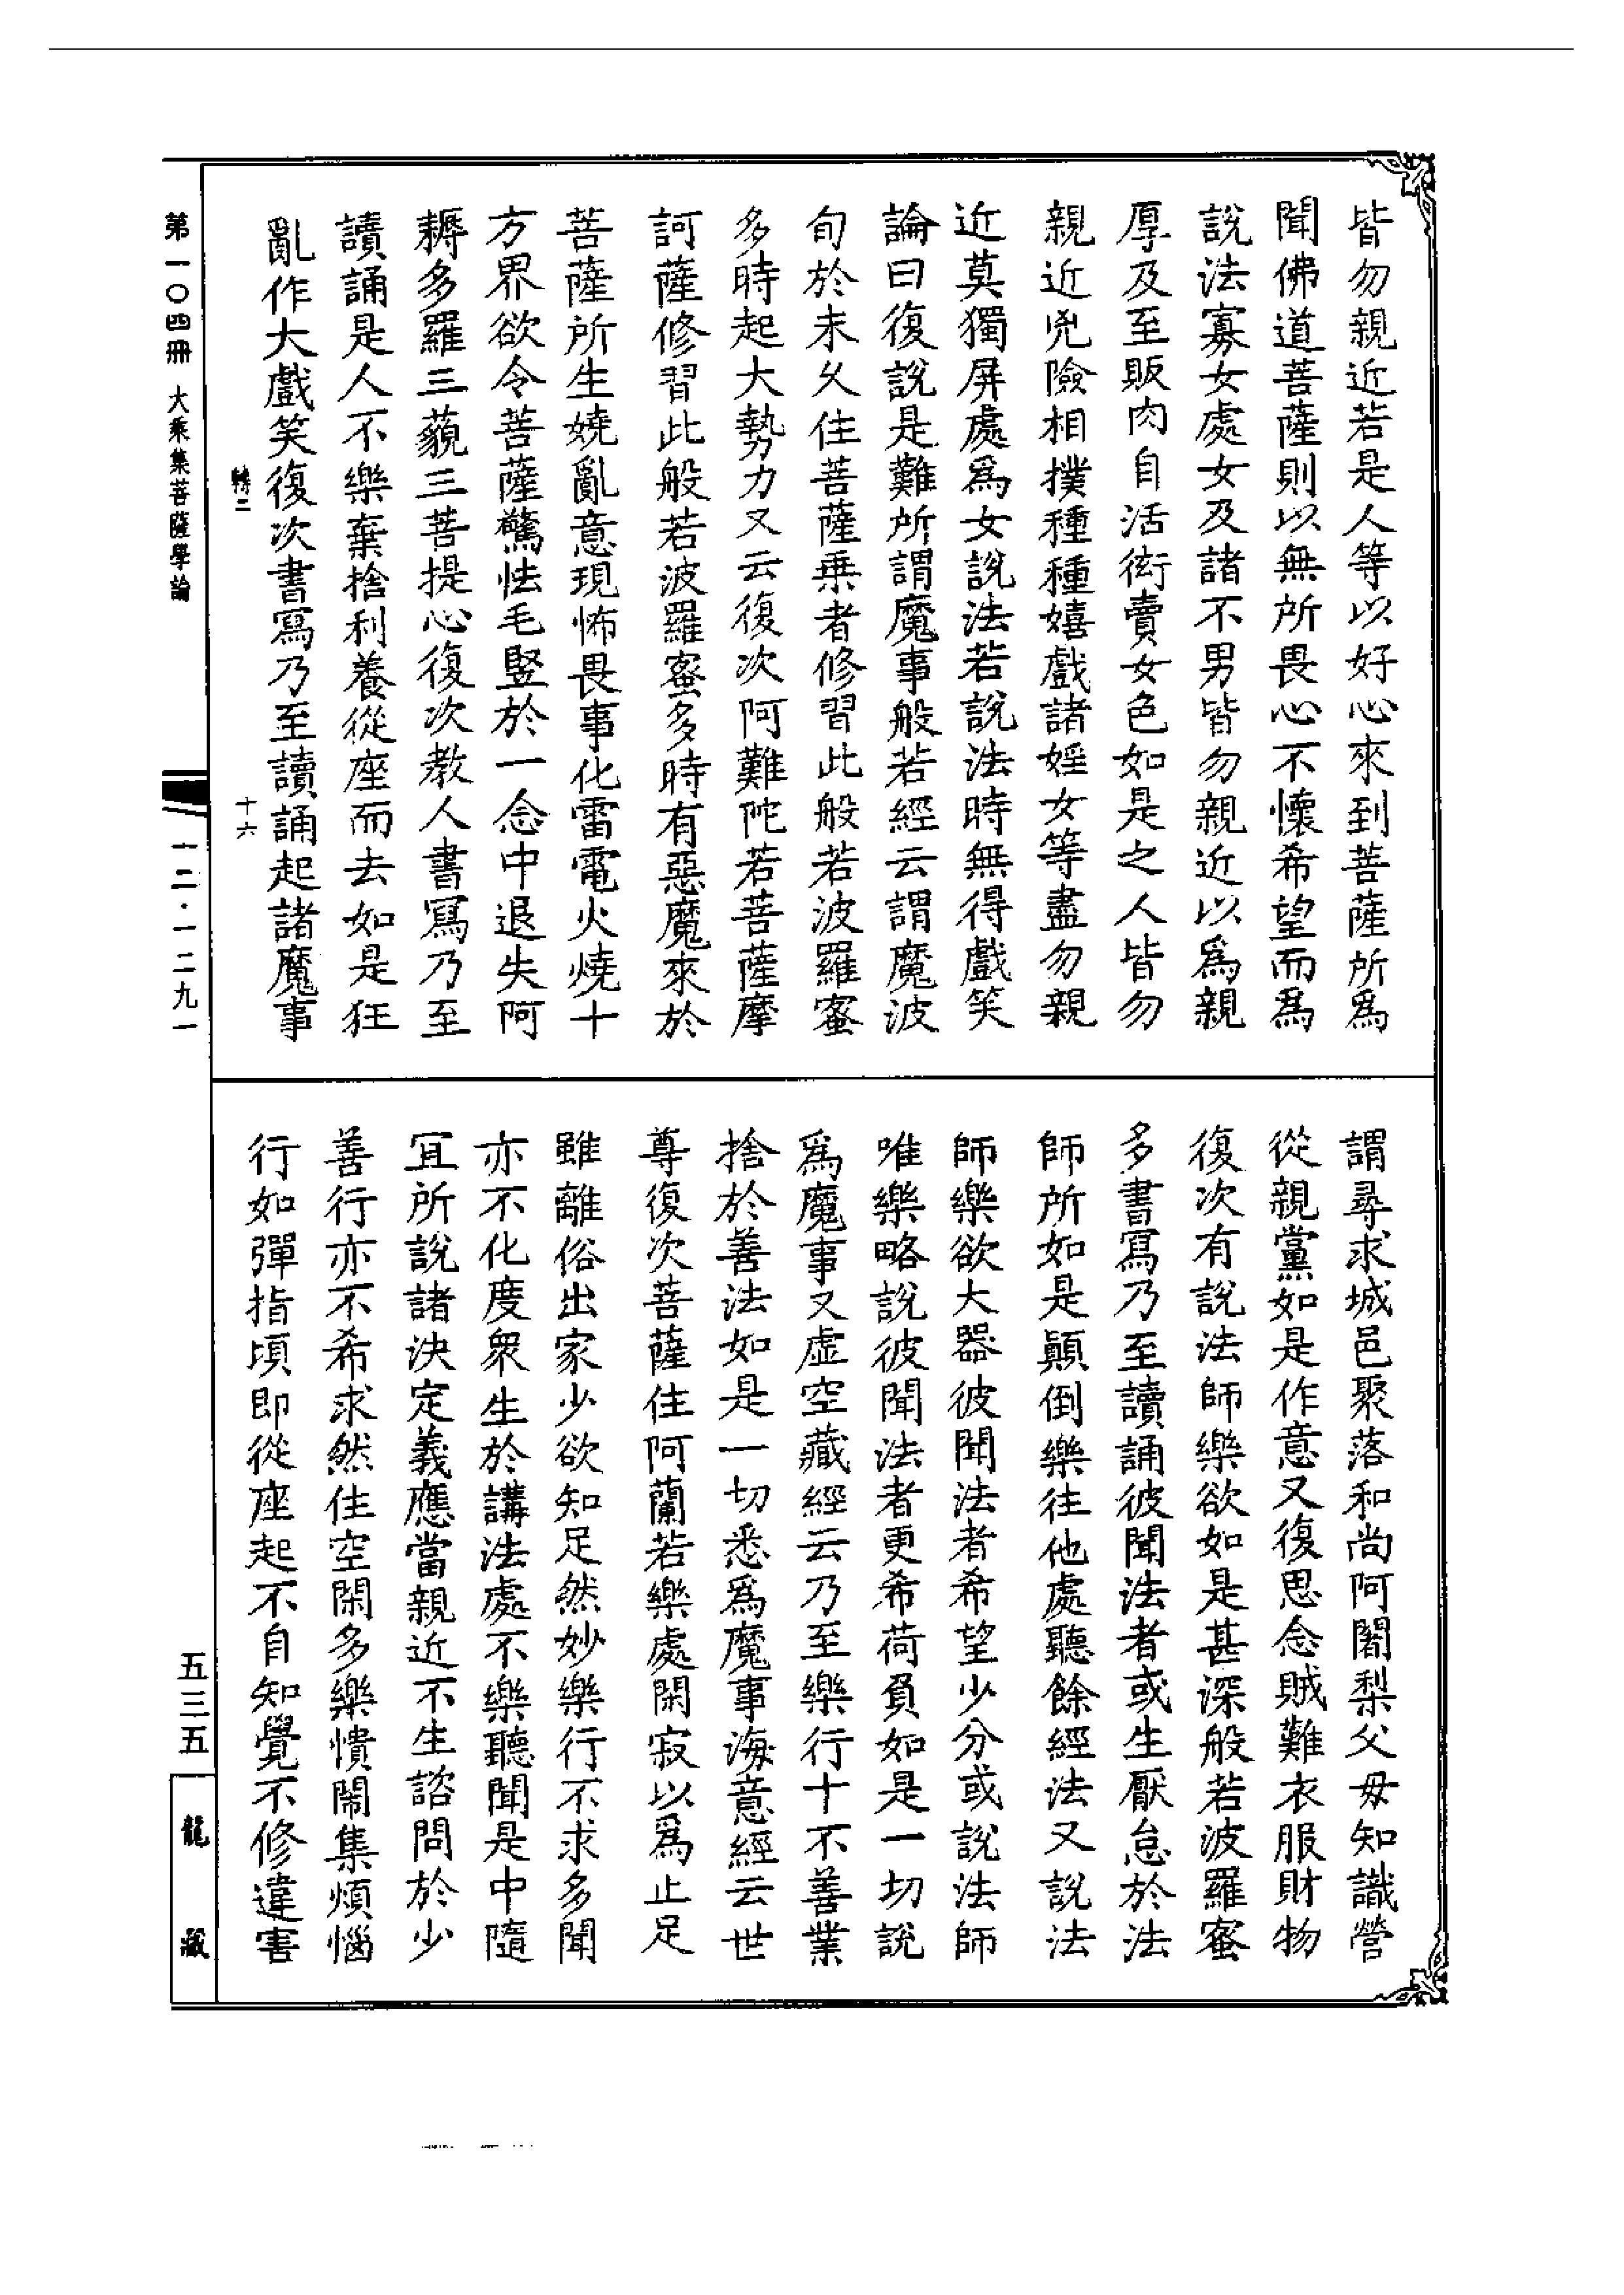 皆勿親近若是人等以好心來到菩薩所爲
聞佛道菩薩則以無所畏心不懷希望而爲
說法寡女處女及諸不男皆勿親近以爲親
厚及至販肉自活衒賣女色如是之人皆勿
親近兇險相撲種種嬉戲諸婬女等盡勿親
近莫獨屏處爲女說法若說法時無得戲笑
論曰復說是難所謂魔事般若經云謂魔波
旬於未久住菩薩乗者修習此般若波羅蜜
多時起大勢力又云復次阿難陀若菩薩摩
訶薩修習此般若波羅蜜多時有惡魔來於
菩薩所生嬈亂意現怖畏事化雷電火燒十
方界欲令菩薩驚怯毛竪於一念中退失阿
耨多羅三藐三菩提心復次教人書寫乃至
讀誦是人不樂棄捨利養從座而去如是狂
亂作大戲笑復次書寫乃至讀誦起諸魔事
轉二
十六
謂尋求城邑聚落和尚阿闍梨父毋知識營
從親黨如是作意又復思念賊難衣服財物
復次有說法師樂欲如是甚深般若波羅蜜
多書寫乃至讀誦彼聞法者或生厭怠於法
師所如是顚倒樂往他處聽餘經法又說法
師樂欲大器彼聞法者希望少分或說法師
唯樂略說彼聞法者更希荷負如是一切說
爲魔事又虛空藏經云乃至樂行十不善業
捨於善法如是一切悉爲魔事海意經云世
尊復次菩薩住阿蘭若樂處閑寂以爲止足
雖離俗出家少欲知足然妙樂行不求多聞
亦不化度衆生於講法處不樂聽聞是中隨
宜所說諸決定義應當親近不生諮問於少
善行亦不希求然住空閑多樂憒閙集煩惱
行如彈指頃即從座起不自知覺不修違害
第一〇四冊 大乘集菩薩學論
一二·一二九一
五三五
龍藏